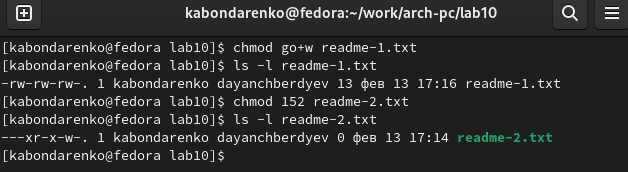 kabondarenko@fedora:~/work/arch-pc/lab10
[kabondarenko@fedora lab10]$ chmod go+w readme-1.txt
[kabondarenko@fedora lab10]$ ls -l readme-1.txt
-rw-rw-rw-. 1 kabondarenko dayanchberdyev 13 фев 13 17:16 readme-1.txt
[kabondarenko@fedora lab10]$ chmod 152 readme-2.txt
[kabondarenko@fedora lab10]$ ls -l readme-2.txt
---xr-x-w-. 1 kabondarenko dayanchberdyev 0 фев 13 17:14 readme-2.txt
[kabondarenko@fedora lab10]$